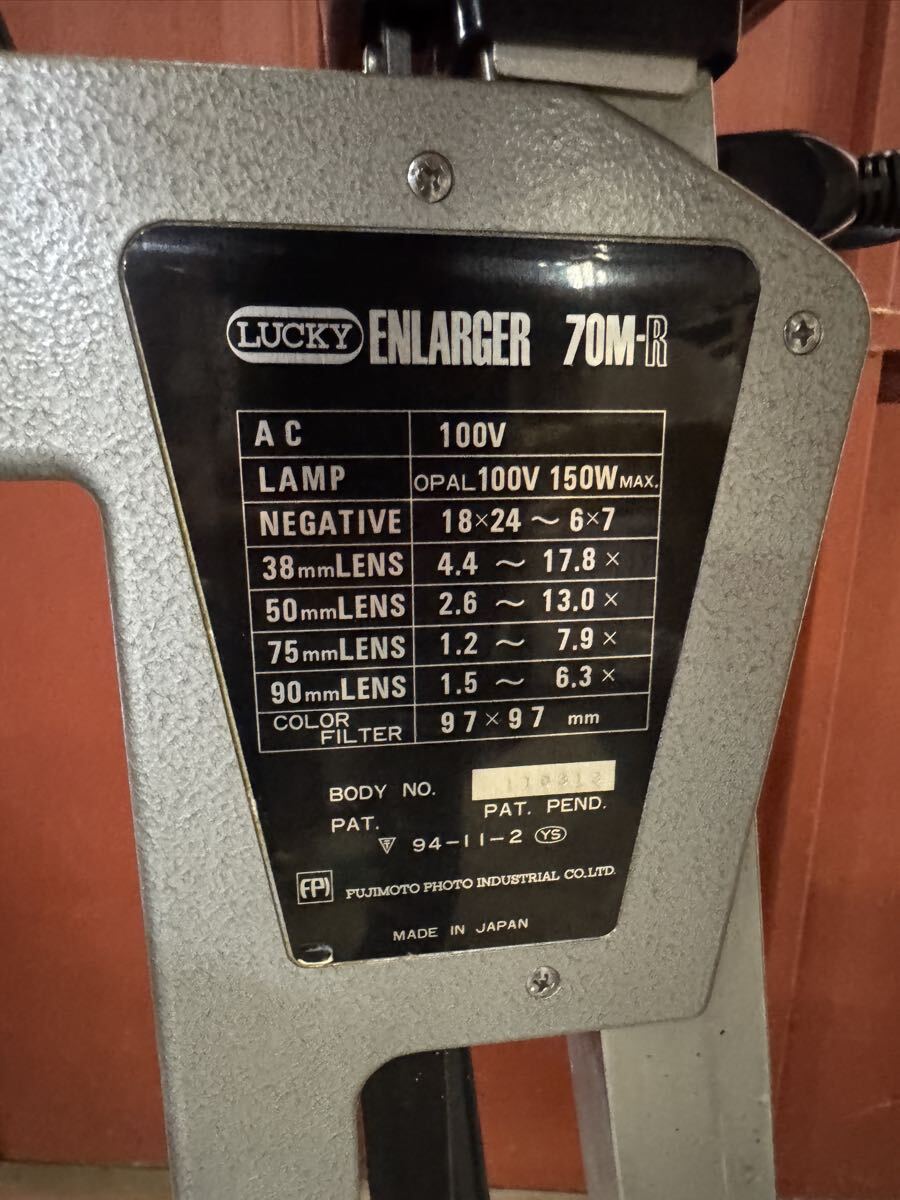 LUCKY ENLARGER 70M-R
AC 100V
LAMP OPAL 100V 150W MAX.
NEGATIVE 18×24 ~ 6×7
38mm LENS 4.4 ~ 17.8 ×
50mm LENS 2.6 ~ 13.0 ×
75mm LENS 1.2 ~ 7.9 ×
90mm LENS 1.5 ~ 6.3 ×
COLOR FILTER 97×97 mm
BODY NO.
PAT. PAT. PEND.
94-11-2 YS
FPI FUJIMOTO PHOTO INDUSTRIAL CO.LTD.
MADE IN JAPAN